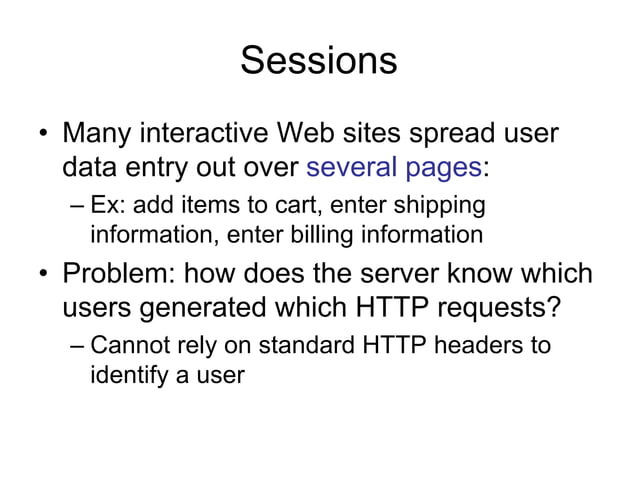 Sessions
• Many interactive Web sites spread user
data entry out over several pages:
– Ex: add items to cart, enter shipping
information, enter billing information
• Problem: how does the server know which
users generated which HTTP requests?
– Cannot rely on standard HTTP headers to
identify a user